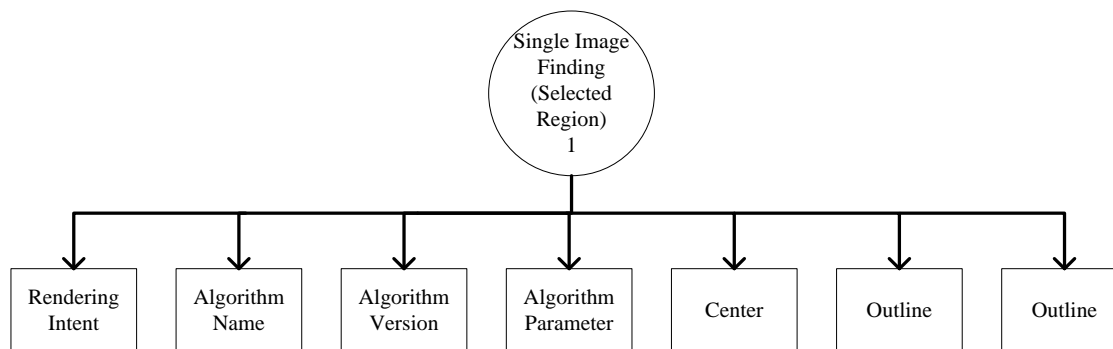 Single Image
Finding
(Selected
Region)
1
Rendering
Intent
Algorithm
Name
Algorithm
Version
Algorithm
Parameter
Center
Outline
Outline